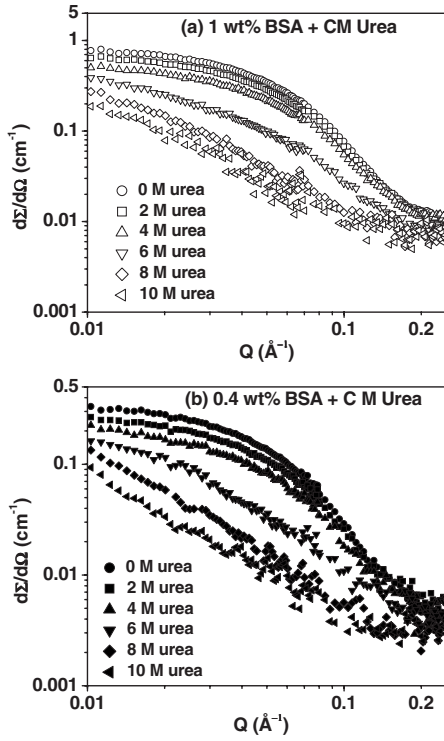 (a) 1 wt% BSA + CM Urea
dΣ/dΩ (cm⁻¹)
5
1
0.1
0.01
0.001
0 M urea
2 M urea
4 M urea
6 M urea
8 M urea
10 M urea
0.01
0.1
0.2
Q (Å⁻¹)
(b) 0.4 wt% BSA + C M Urea
dΣ/dΩ (cm⁻¹)
0.5
0.1
0.01
0.001
0 M urea
2 M urea
4 M urea
6 M urea
8 M urea
10 M urea
0.01
0.1
0.2
Q (Å⁻¹)